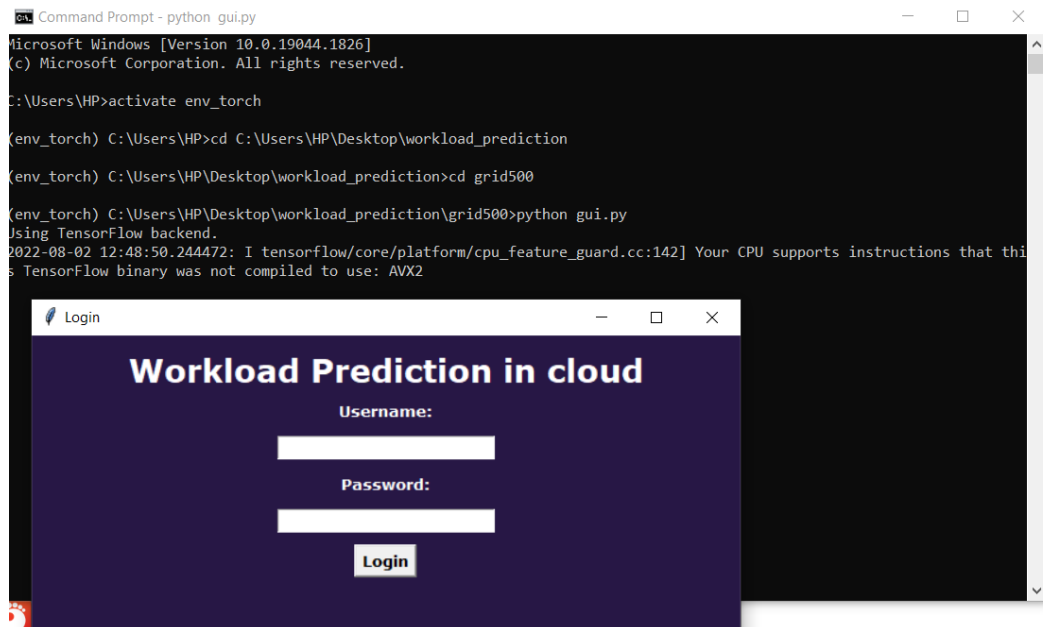 Command Prompt - python gui.py
Microsoft Windows [Version 10.0.19044.1826]
(c) Microsoft Corporation. All rights reserved.
C:\Users\HP>activate env_torch
(env_torch) C:\Users\HP>cd C:\Users\HP\Desktop\workload_prediction
(env_torch) C:\Users\HP\Desktop\workload_prediction>cd grid500
(env_torch) C:\Users\HP\Desktop\workload_prediction\grid500>python gui.py
Using TensorFlow backend.
2022-08-02 12:48:50.244472: I tensorflow/core/platform/cpu_feature_guard.cc:142] Your CPU supports instructions that thi
s TensorFlow binary was not compiled to use: AVX2
Login
Workload Prediction in cloud
Username:
Password:
Login